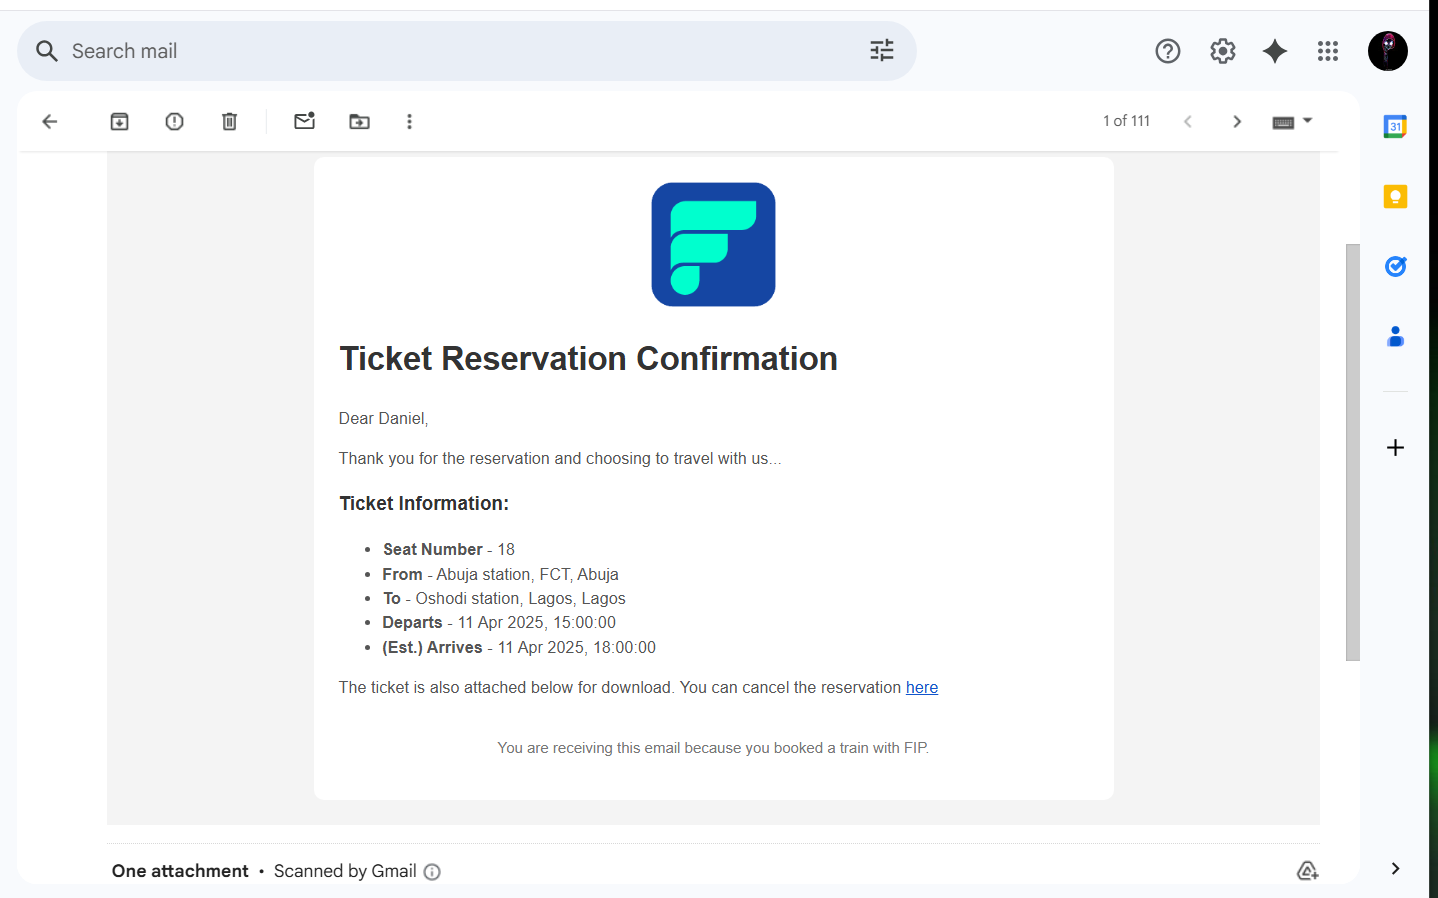 Search mail
1 of 111
31
Ticket Reservation Confirmation
Dear Daniel,
Thank you for the reservation and choosing to travel with us...
Ticket Information:
• Seat Number - 18
• From - Abuja station, FCT, Abuja
• To - Oshodi station, Lagos, Lagos
• Departs - 11 Apr 2025, 15:00:00
• (Est.) Arrives - 11 Apr 2025, 18:00:00
The ticket is also attached below for download. You can cancel the reservation here
You are receiving this email because you booked a train with FIP.
One attachment • Scanned by Gmail